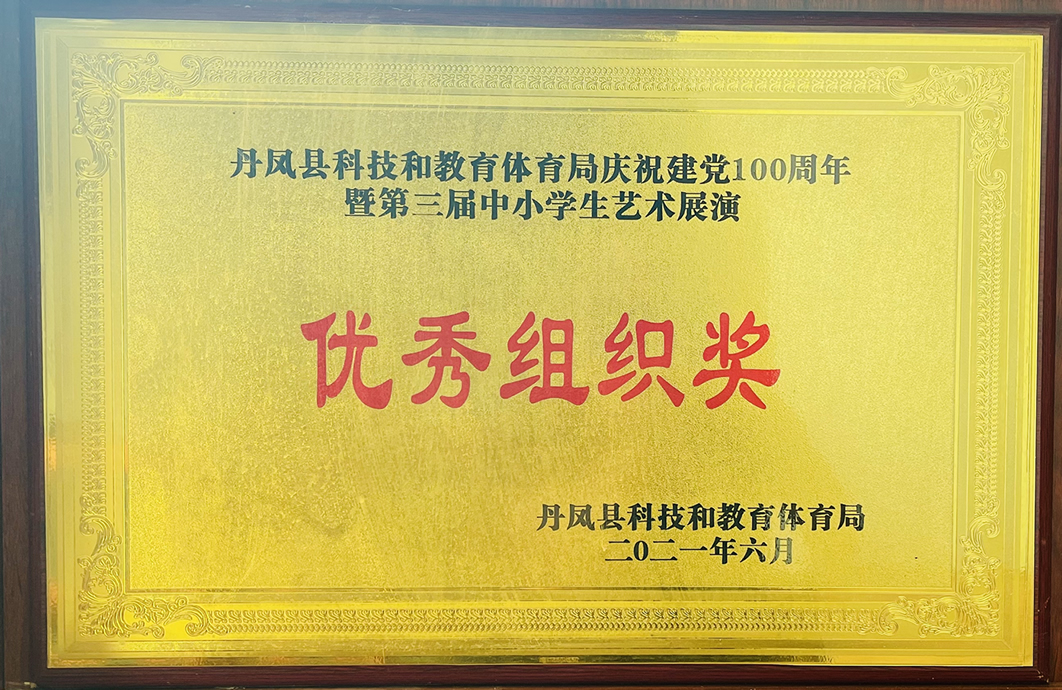 丹凤县科技和教育体育局庆祝建党100周年
暨第三届中小学生艺术展演
优秀组织奖
丹凤县科技和教育体育局
二〇二一年六月